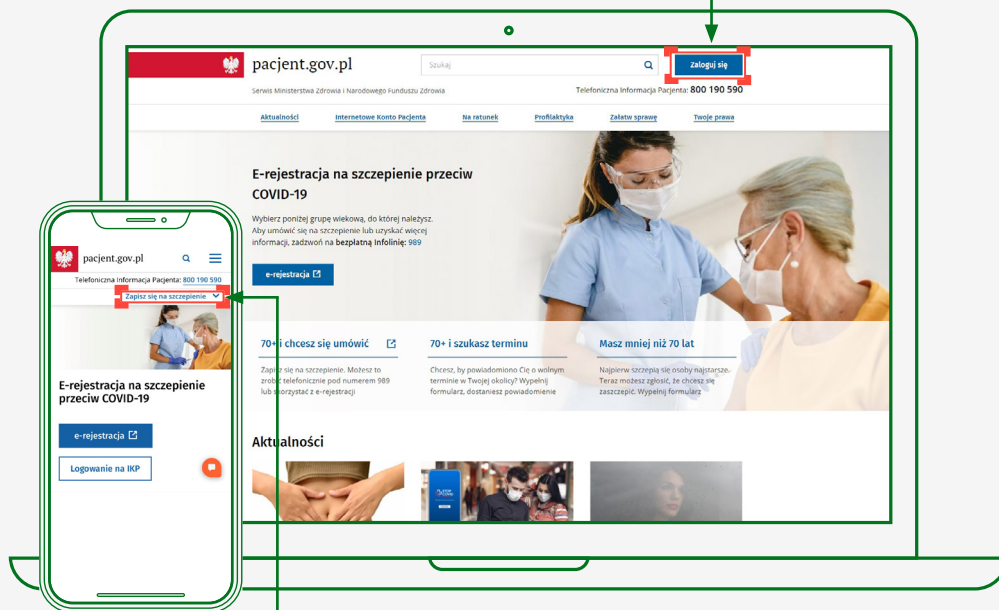 pacjent.gov.pl
Szukaj
Zaloguj się
Serwis Ministerstwa Zdrowia i Narodowego Funduszu Zdrowia
Telefoniczna Informacja Pacjenta: 800 190 590
Aktualności
Internetowe Konto Pacjenta
Na ratunek
Profilaktyka
Załatw sprawę
Twoje prawa
E-rejestracja na szczepienie przeciw
COVID-19
Wybierz poniżej grupę wiekową, do której należysz.
Aby umówić się na szczepienie lub uzyskać więcej
informacji, zadzwoń na bezpłatną Infolinię: 989
e-rejestracja
70+ i chcesz się umówić
Zapisz się na szczepienie. Możesz to
zrobić telefonicznie pod numerem 989
lub skorzystać z e-rejestracji
70+ i szukasz terminu
Chcesz, by powiadomiono Cię o wolnym
terminie w Twojej okolicy? Wypełnij
formularz, dostaniesz powiadomienie
Masz mniej niż 70 lat
Najpierw szczepią się osoby najstarsze.
Teraz możesz zgłosić, że chcesz się
zaszczepić. Wypełnij formularz
Aktualności
pacjent.gov.pl
Telefoniczna Informacja Pacjenta: 800 190 590
Zapisz się na szczepienie
E-rejestracja na szczepienie
przeciw COVID-19
e-rejestracja
Logowanie na IKP